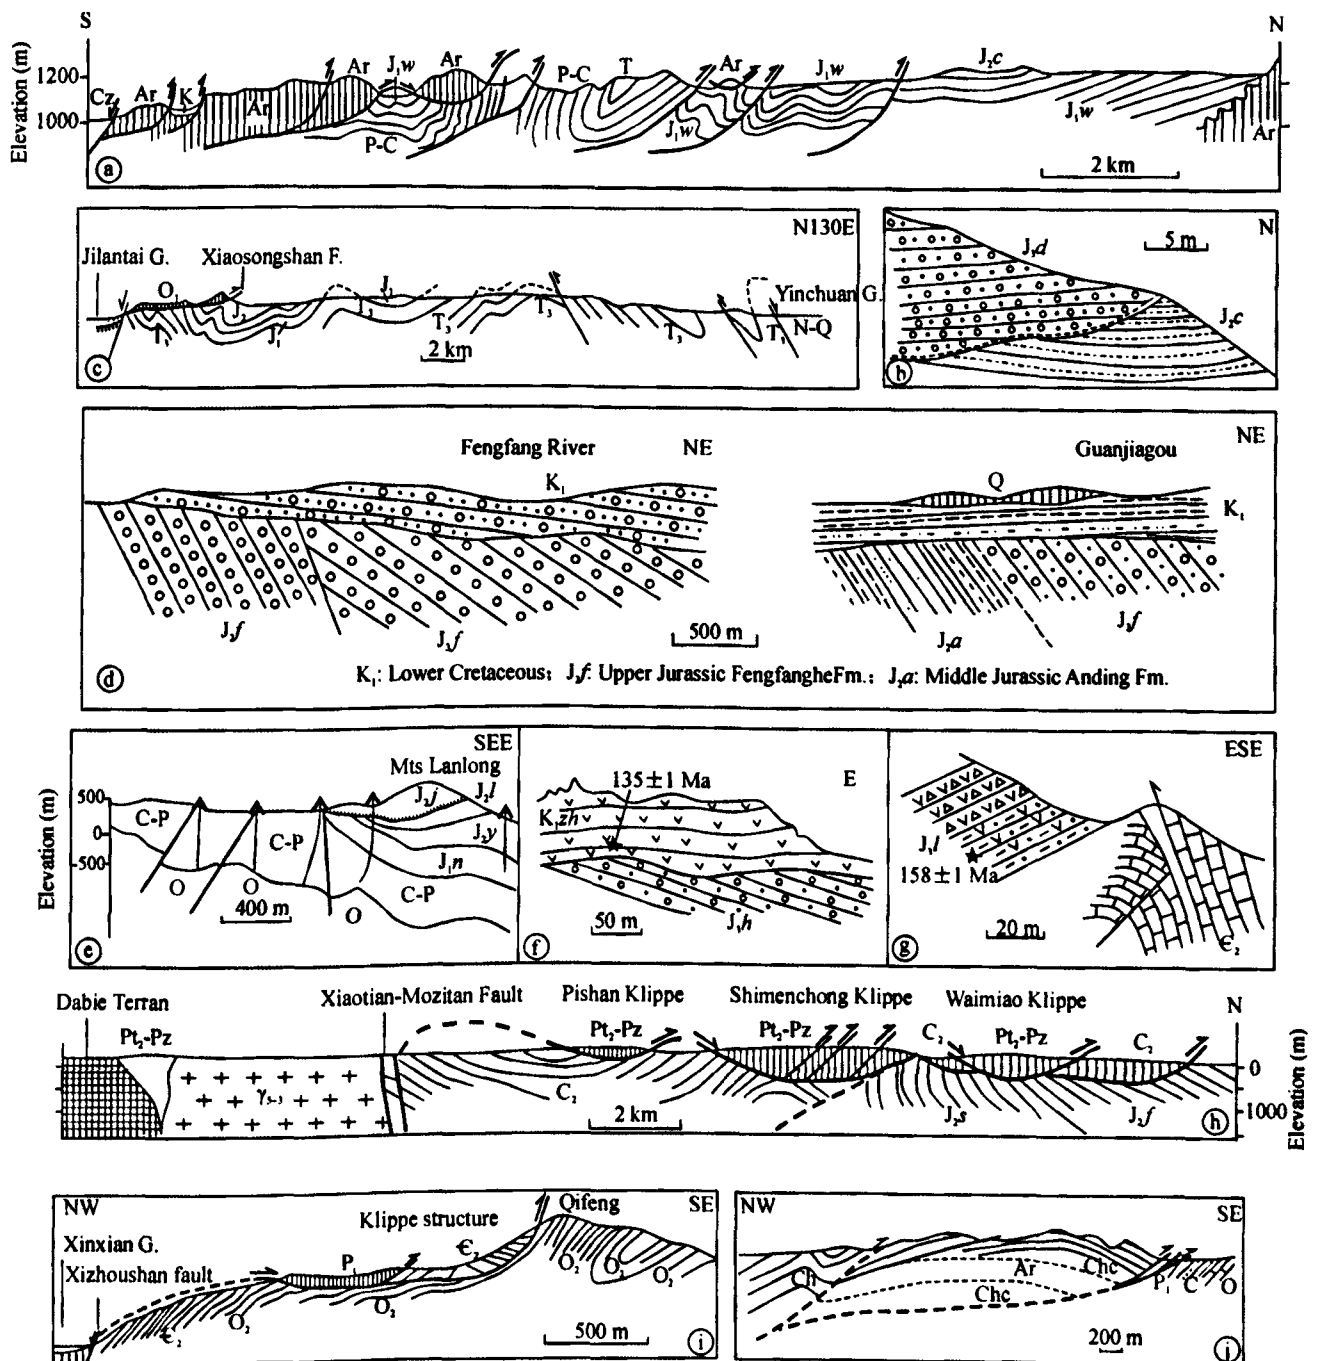 S
N
Elevation (m)
1200
1000
Cz
Ar
K
Ar
Ar
J₁w
Ar
P-C
P-C
T
J₁w
Ar
J₁w
J₂c
J₁w
Ar
2 km
a
N130E
Jilantai G.
Xiaosongshan F.
Yinchuan G.
O₁
T₃
J₁
T₃
T₃
T₃
N-Q
2 km
c
N
5 m
J₃d
J₂c
b
Fengfang River
NE
K₁
J₃f
J₃f
500 m
Guanjiagou
NE
Q
K₁
J₂a
J₃f
d
K₁: Lower Cretaceous; J₃f: Upper Jurassic FengfangheFm.; J₂a: Middle Jurassic Anding Fm.
SEE
Mts Lanlong
Elevation (m)
500
0
-500
C-P
C-P
C-P
O
O
O
J₃j
J₂l
J₂y
J₁n
400 m
e
135±1 Ma
E
K₁zh
J₃h
50 m
f
ESE
J₃l
158±1 Ma
20 m
Є₂
g
Dabie Terran
Xiaotian-Mozitan Fault
Pishan Klippe
Shimenchong Klippe
Waimiao Klippe
N
Pt₂-Pz
Pt₂-Pz
Pt₂-Pz
C₂
Pt₂-Pz
C₂
γ₅₋₃
C₂
J₂s
J₂f
2 km
0
1000
Elevation (m)
h
NW
SE
Xinxian G.
Xizhoushan fault
Klippe structure
Qifeng
P₁
Є₂
Є₂
O₂
O₂
O₂
O₂
O₂
500 m
i
NW
SE
Ch
Ar
Chc
Chc
P₁
C
O
200 m
j